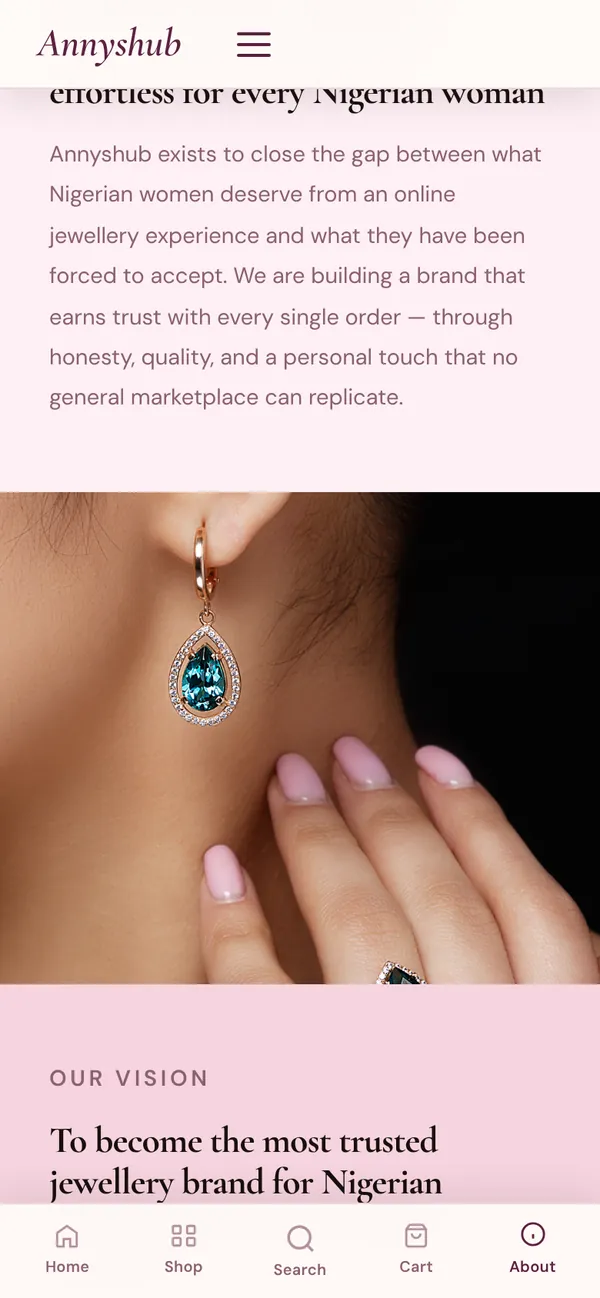 Annyshub
effortless for every Nigerian woman
Annyshub exists to close the gap between what
Nigerian women deserve from an online
jewellery experience and what they have been
forced to accept. We are building a brand that
earns trust with every single order — through
honesty, quality, and a personal touch that no
general marketplace can replicate.
OUR VISION
To become the most trusted
jewellery brand for Nigerian
Home
Shop
Search
Cart
About